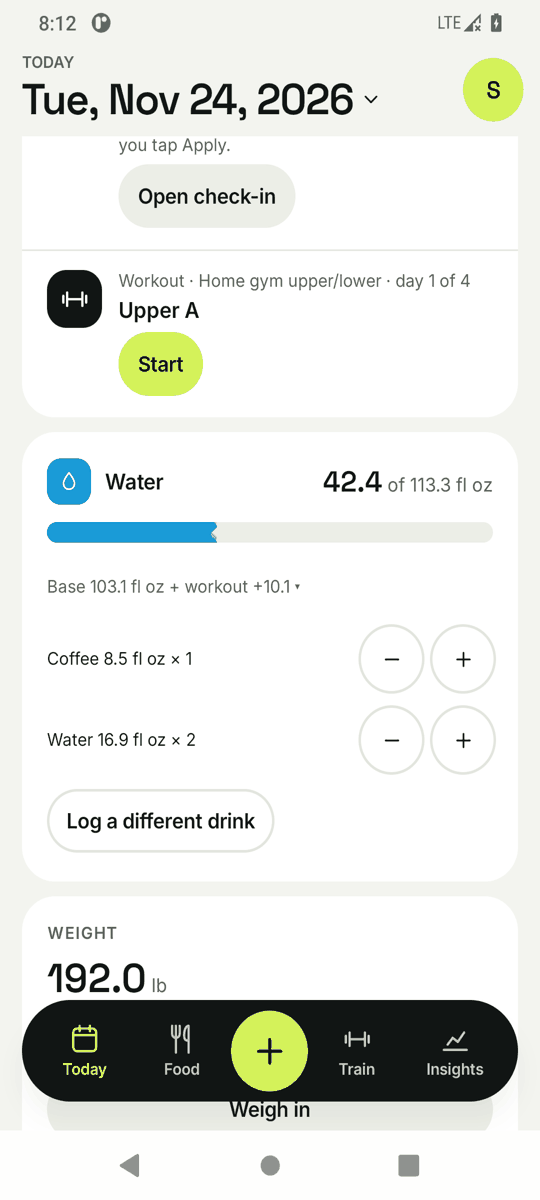 8:12
LTE
TODAY
Tue, Nov 24, 2026
S
you tap Apply.
Open check-in
Workout · Home gym upper/lower · day 1 of 4
Upper A
Start
Water
42.4 of 113.3 fl oz
Base 103.1 fl oz + workout +10.1 ▾
Coffee 8.5 fl oz × 1
− +
Water 16.9 fl oz × 2
− +
Log a different drink
WEIGHT
192.0 lb
Today
Food
+
Train
Insights
Weigh in